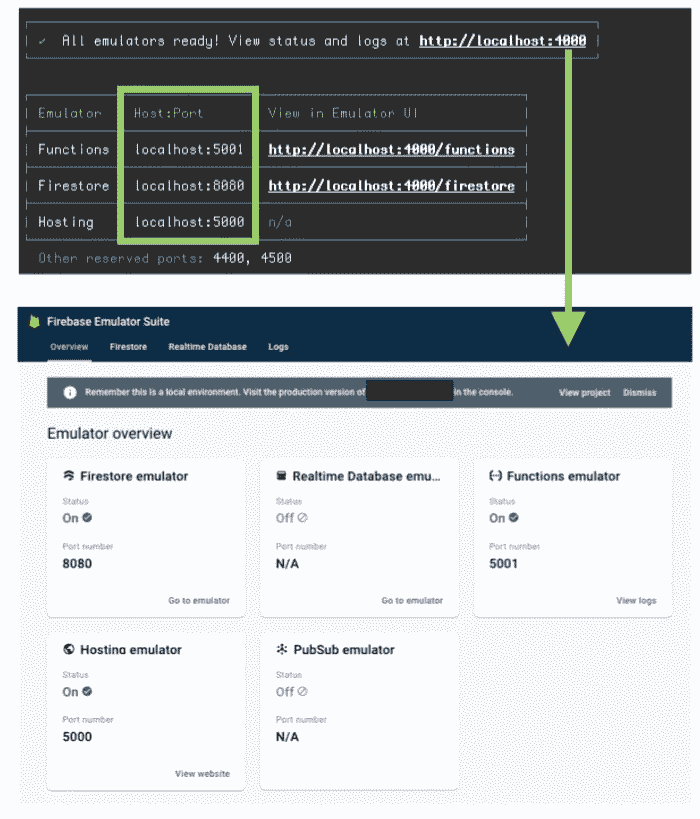 ✓ All emulators ready! View status and logs at http://localhost:4000
Emulator Host:Port View in Emulator UI
Functions localhost:5001 http://localhost:4000/functions
Firestore localhost:8080 http://localhost:4000/firestore
Hosting localhost:5000 n/a
Other reserved ports: 4400, 4500
Firebase Emulator Suite
Overview Firestore Realtime Database Logs
Remember this is a local environment. Visit the production version of in the console. View project Dismiss
Emulator overview
Firestore emulator Realtime Database emu... Functions emulator
Status Status Status
On Off On
Port number Port number Port number
8080 N/A 5001
Go to emulator Go to emulator View logs
Hosting emulator PubSub emulator
Status Status
On Off
Port number Port number
5000 N/A
View website